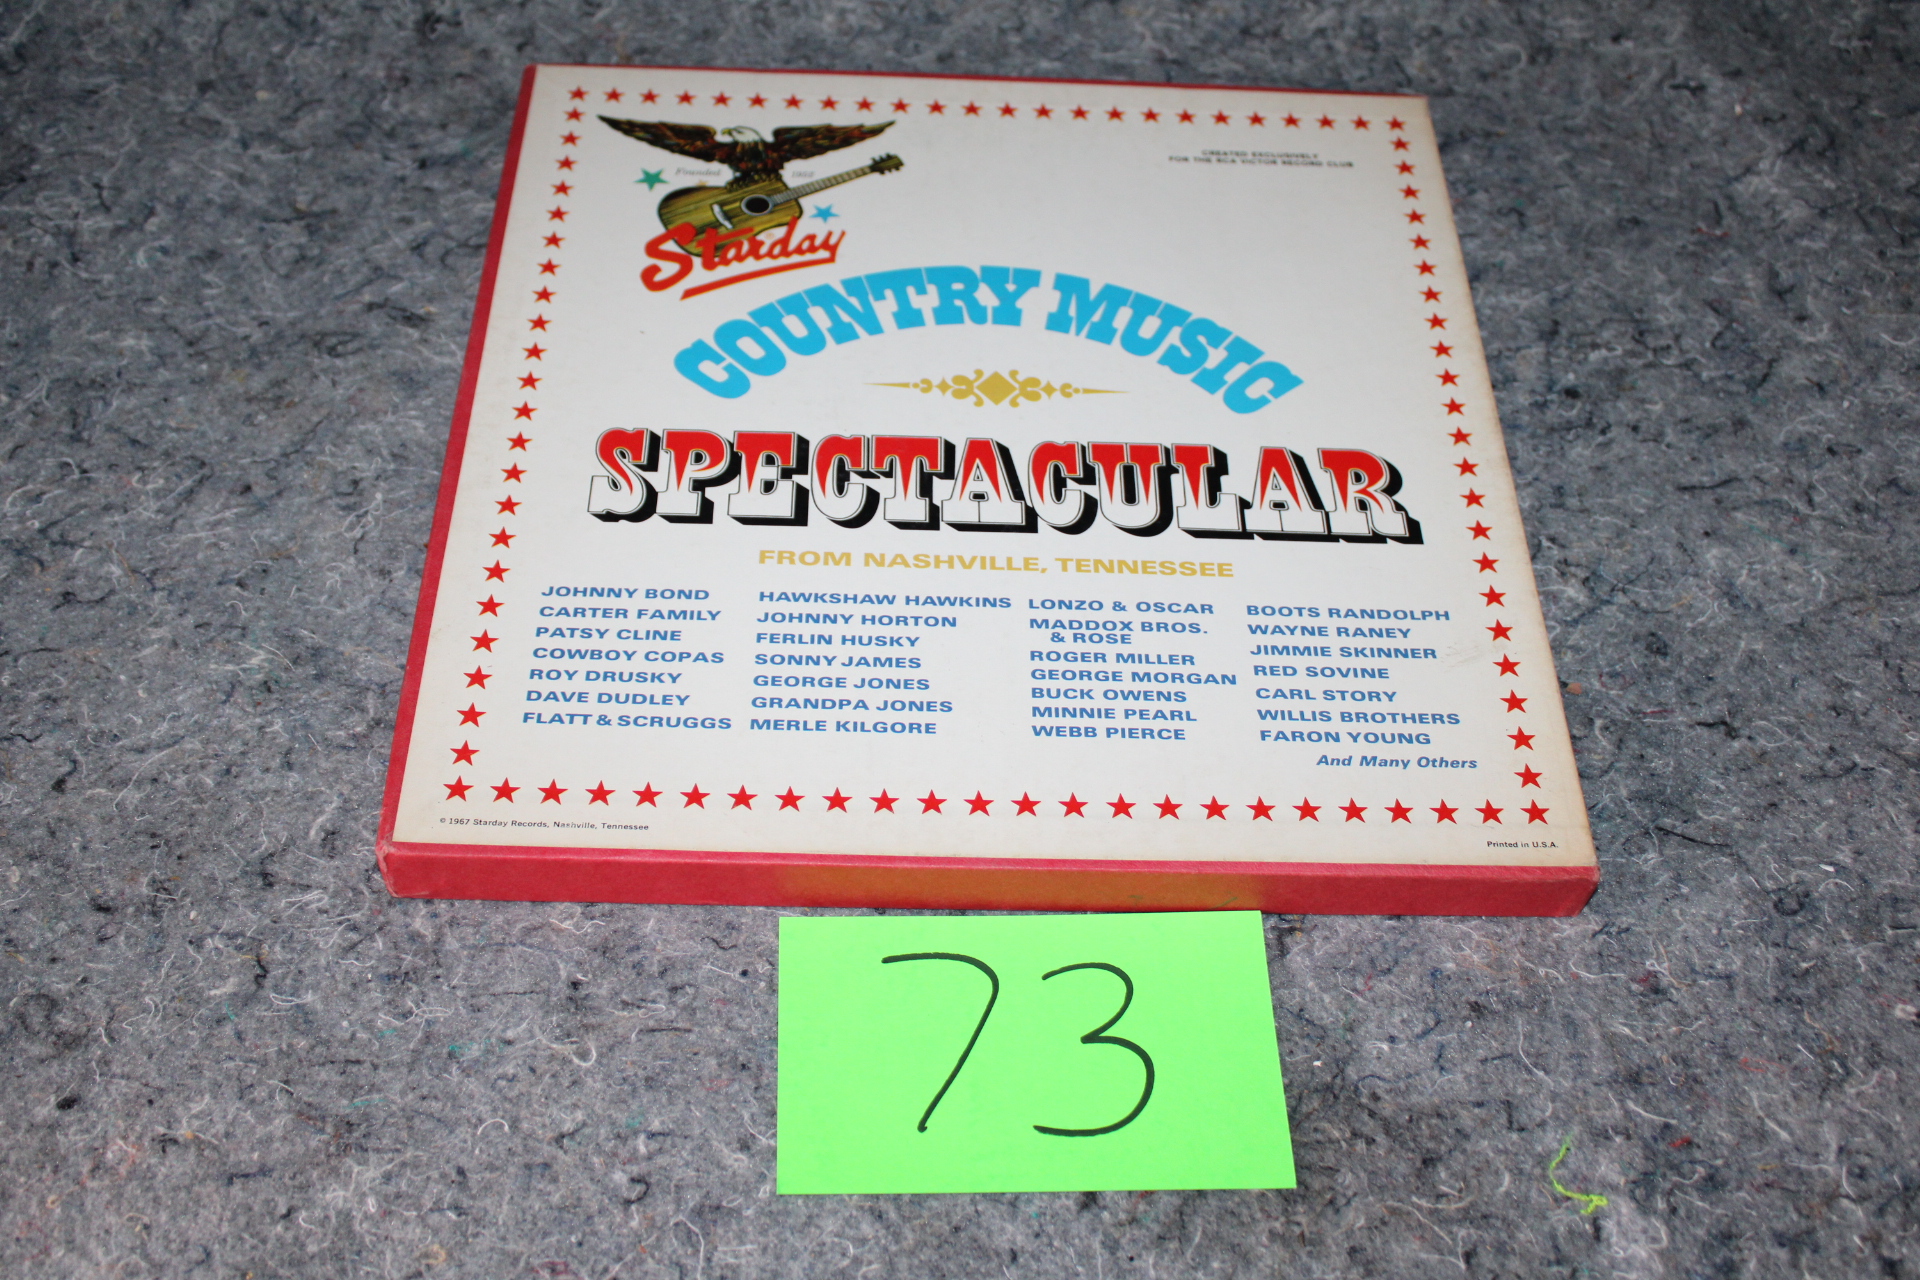 CREATED EXCLUSIVELY
FOR THE RCA VICTOR RECORD CLUB
Founded 1952
Starday
COUNTRY MUSIC
SPECTACULAR
FROM NASHVILLE, TENNESSEE
JOHNNY BOND
CARTER FAMILY
PATSY CLINE
COWBOY COPAS
ROY DRUSKY
DAVE DUDLEY
FLATT & SCRUGGS
HAWKSHAW HAWKINS
JOHNNY HORTON
FERLIN HUSKY
SONNY JAMES
GEORGE JONES
GRANDPA JONES
MERLE KILGORE
LONZO & OSCAR
MADDOX BROS.
& ROSE
ROGER MILLER
GEORGE MORGAN
BUCK OWENS
MINNIE PEARL
WEBB PIERCE
BOOTS RANDOLPH
WAYNE RANEY
JIMMIE SKINNER
RED SOVINE
CARL STORY
WILLIS BROTHERS
FARON YOUNG
And Many Others
© 1967 Starday Records, Nashville, Tennessee
Printed in U.S.A.
73